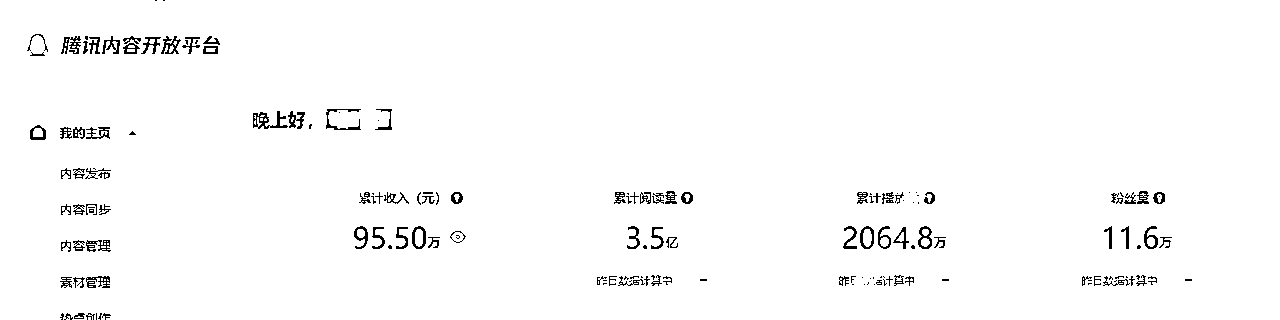 腾讯内容开放平台
晚上好，
我的主页
内容发布
内容同步
内容管理
素材管理
热点创作
累计收入（元） 累计阅读量 累计播放 粉丝量
95.50万 3.5亿 2064.8万 11.6万
昨日数据计算中 - 昨日数据计算中 - 昨日数据计算中 -